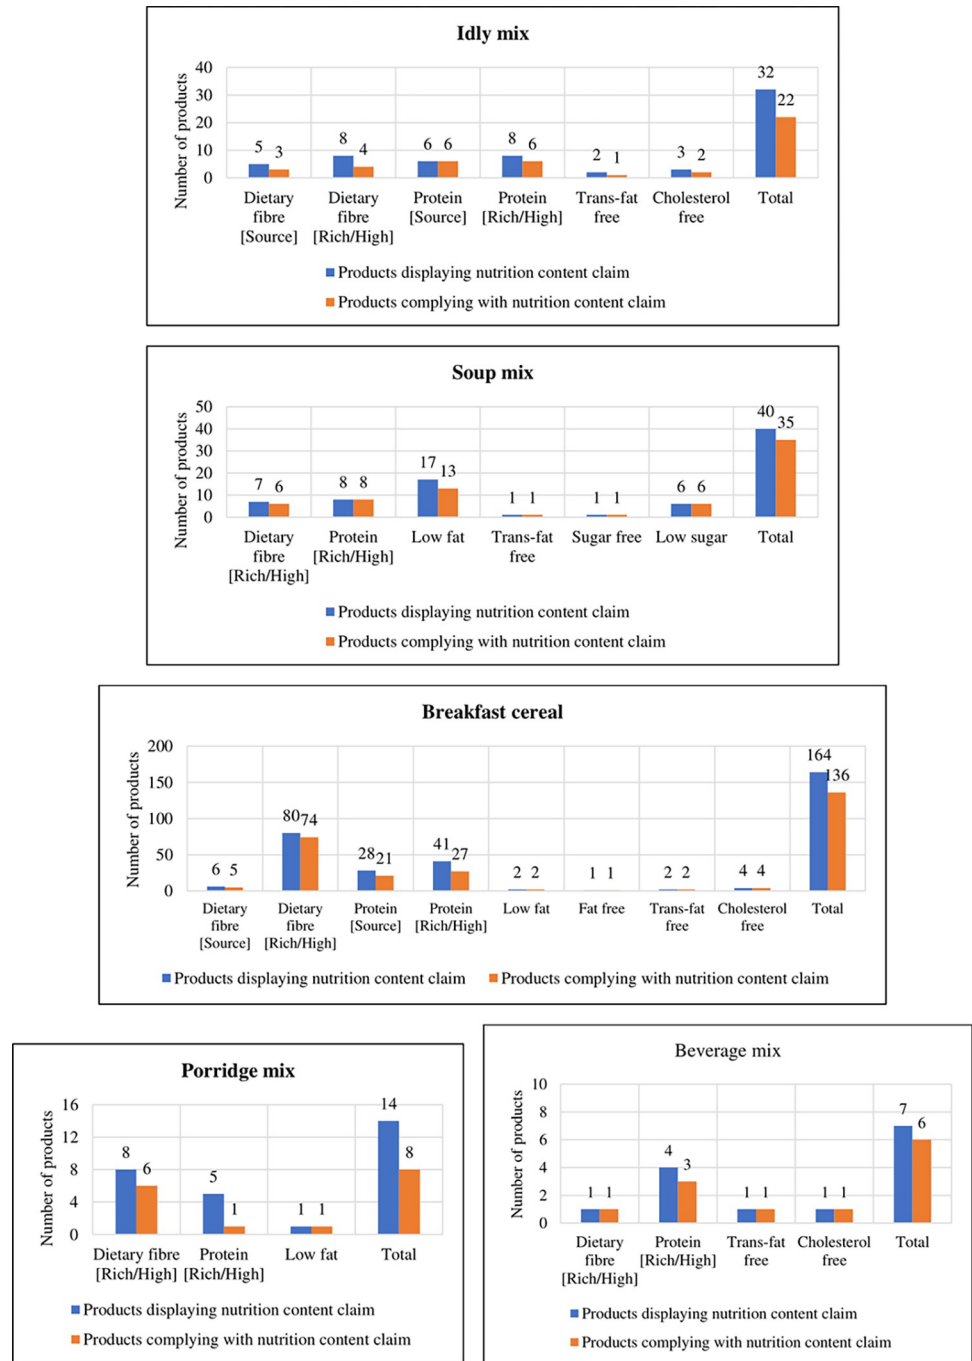 Idly mix
Number of products
40
30
20
10
0
5 3
8 4
6 6
8 6
2 1
3 2
32 22
Dietary fibre [Source]
Dietary fibre [Rich/High]
Protein [Source]
Protein [Rich/High]
Trans-fat free
Cholesterol free
Total
Products displaying nutrition content claim
Products complying with nutrition content claim
Soup mix
Number of products
50
40
30
20
10
0
7 6
8 8
17 13
1 1
1 1
6 6
40 35
Dietary fibre [Rich/High]
Protein [Rich/High]
Low fat
Trans-fat free
Sugar free
Low sugar
Total
Products displaying nutrition content claim
Products complying with nutrition content claim
Breakfast cereal
Number of products
200
150
100
50
0
6 5
80 74
28 21
41 27
2 2
1 1
2 2
4 4
164 136
Dietary fibre [Source]
Dietary fibre [Rich/High]
Protein [Source]
Protein [Rich/High]
Low fat
Fat free
Trans-fat free
Cholesterol free
Total
Products displaying nutrition content claim
Products complying with nutrition content claim
Porridge mix
Number of products
16
12
8
4
0
8 6
5 1
1 1
14 8
Dietary fibre [Rich/High]
Protein [Rich/High]
Low fat
Total
Products displaying nutrition content claim
Products complying with nutrition content claim
Beverage mix
Number of products
10
8
6
4
2
0
1 1
4 3
1 1
1 1
7 6
Dietary fibre [Rich/High]
Protein [Rich/High]
Trans-fat free
Cholesterol free
Total
Products displaying nutrition content claim
Products complying with nutrition content claim